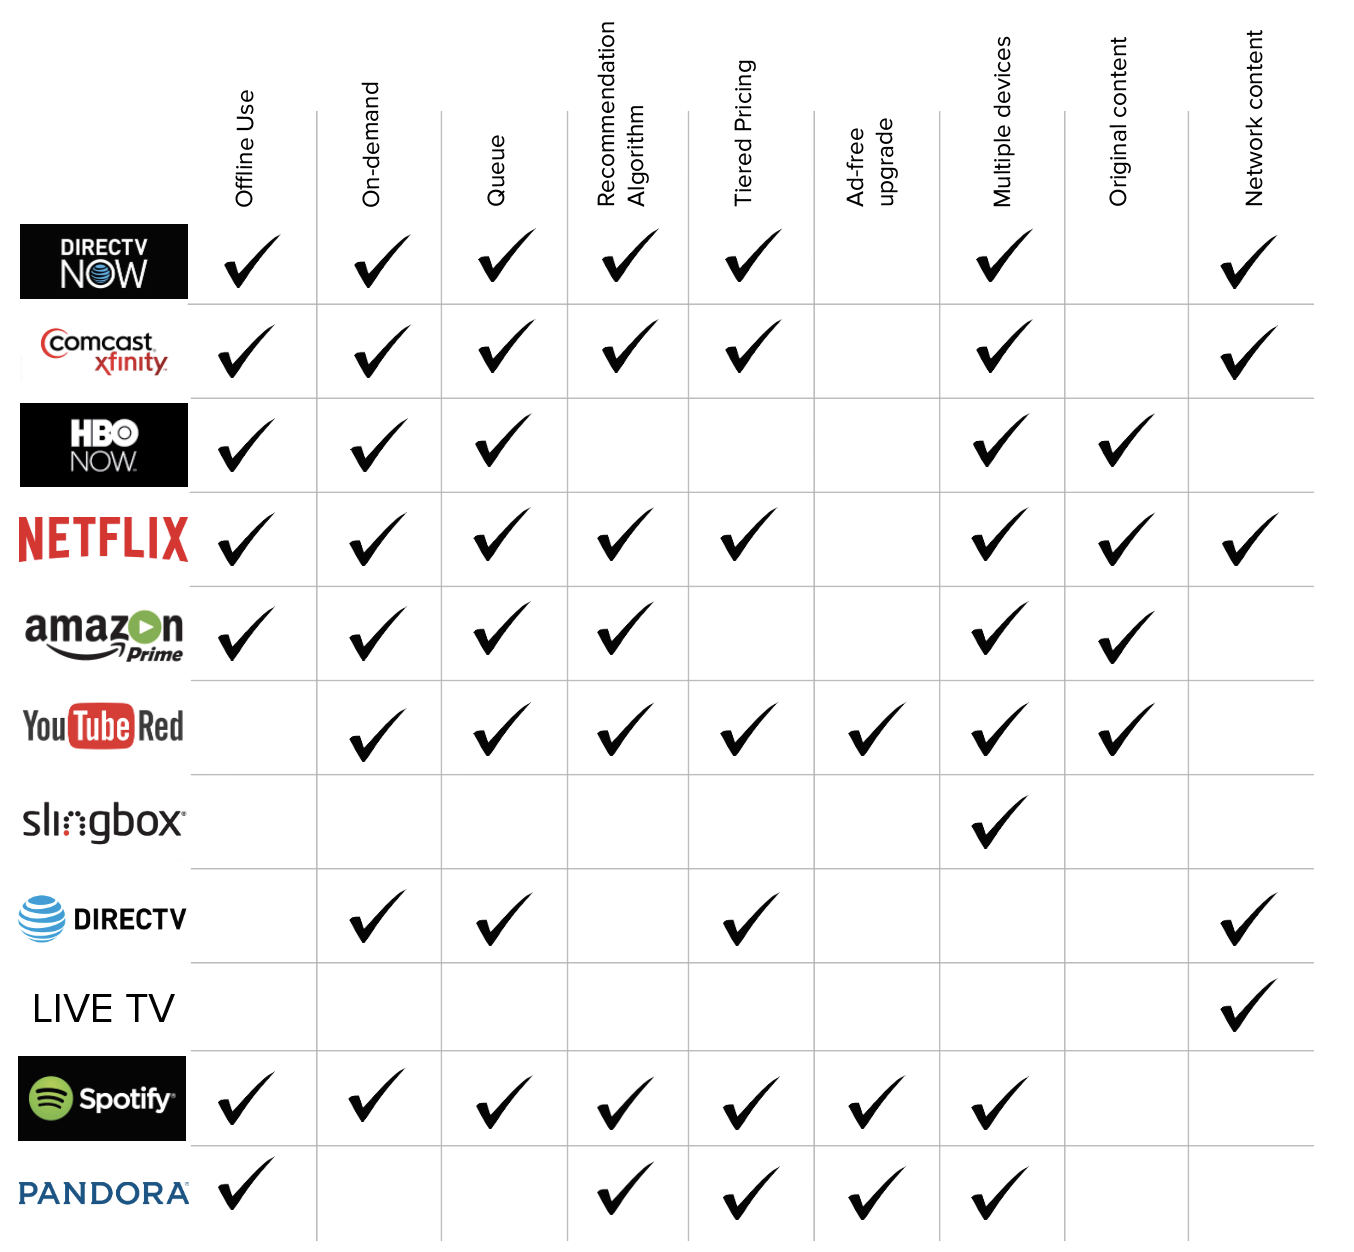 Offline Use
On-demand
Queue
Recommendation
Algorithm
Tiered Pricing
Ad-free
upgrade
Multiple devices
Original content
Network content
DIRECTV
NOW
comcast
xfinity
HBO
NOW
NETFLIX
amazon
Prime
YouTube Red
slingbox
DIRECTV
LIVE TV
Spotify
PANDORA